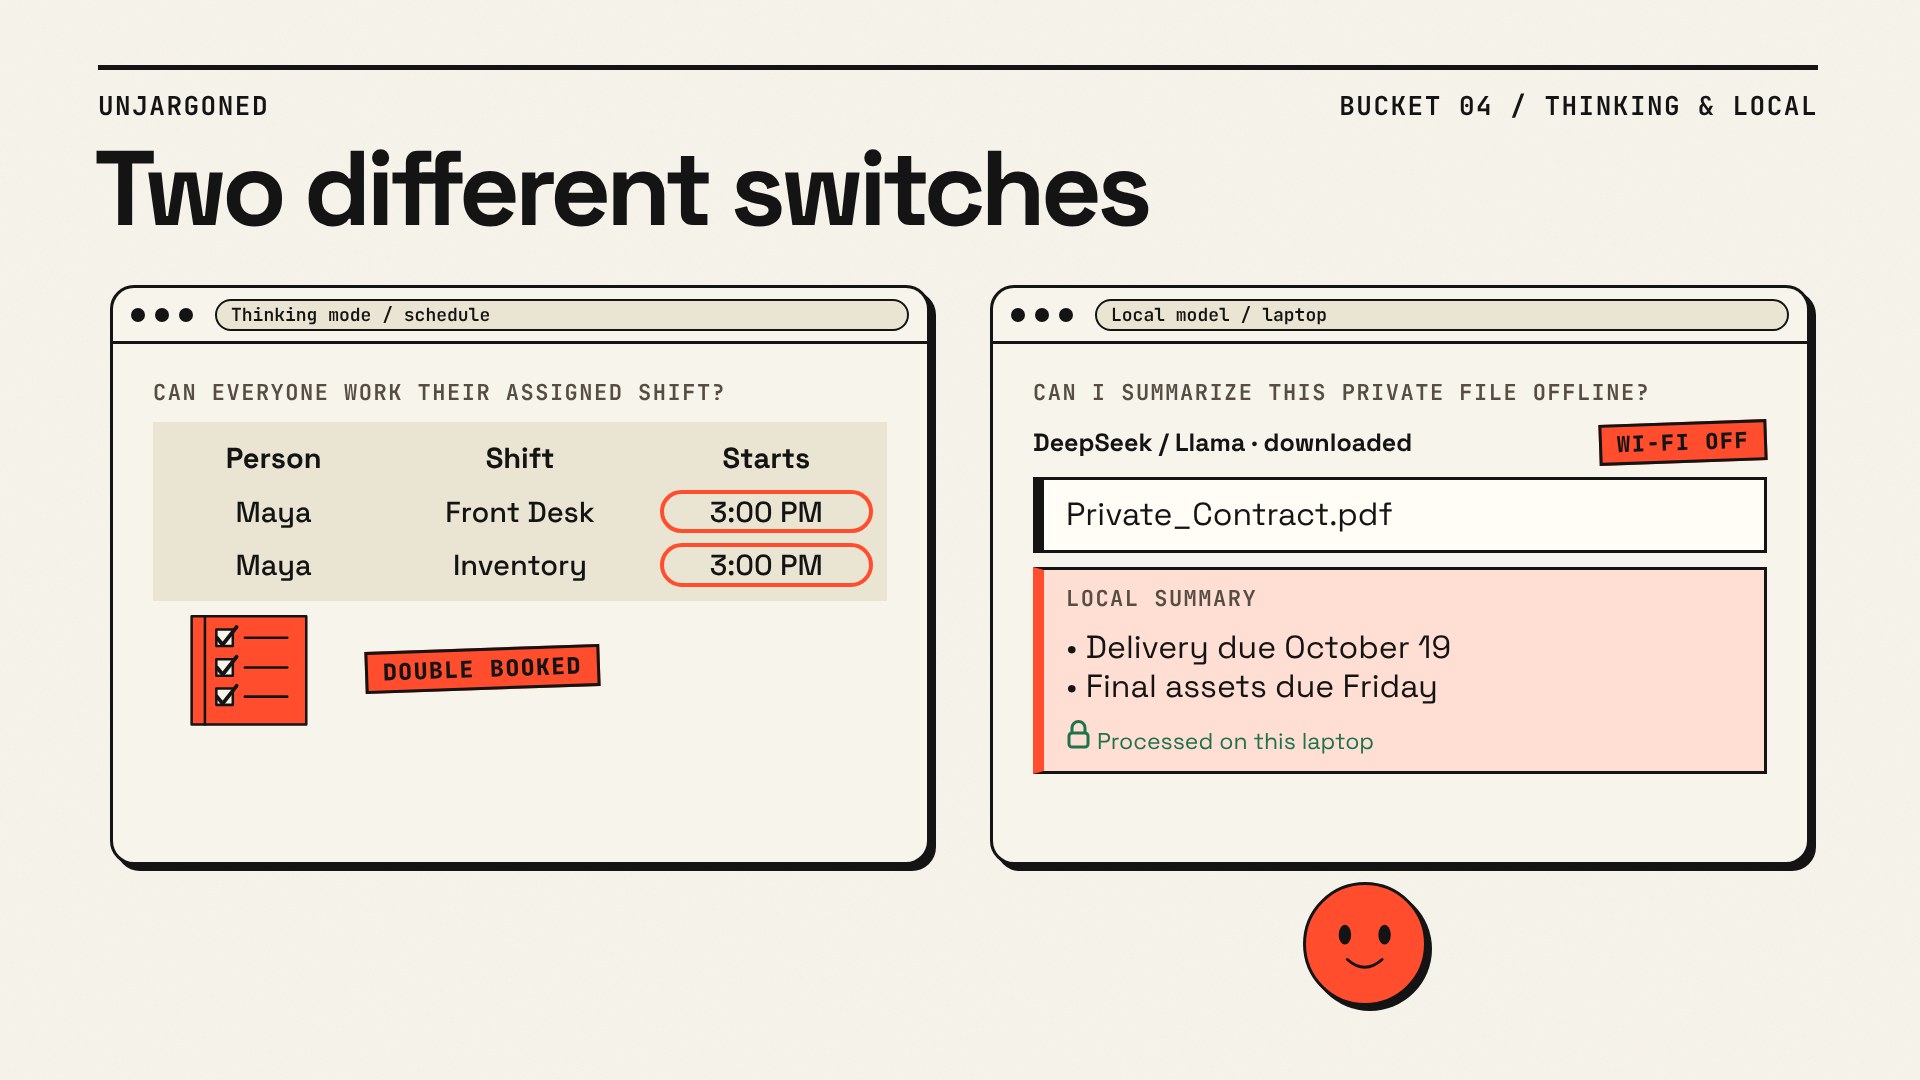 UNJARGONED
BUCKET 04 / THINKING & LOCAL
Two different switches
Thinking mode / schedule
CAN EVERYONE WORK THEIR ASSIGNED SHIFT?
Person Shift Starts
Maya Front Desk 3:00 PM
Maya Inventory 3:00 PM
DOUBLE BOOKED
Local model / laptop
CAN I SUMMARIZE THIS PRIVATE FILE OFFLINE?
DeepSeek / Llama · downloaded
WI-FI OFF
Private_Contract.pdf
LOCAL SUMMARY
• Delivery due October 19
• Final assets due Friday
Processed on this laptop